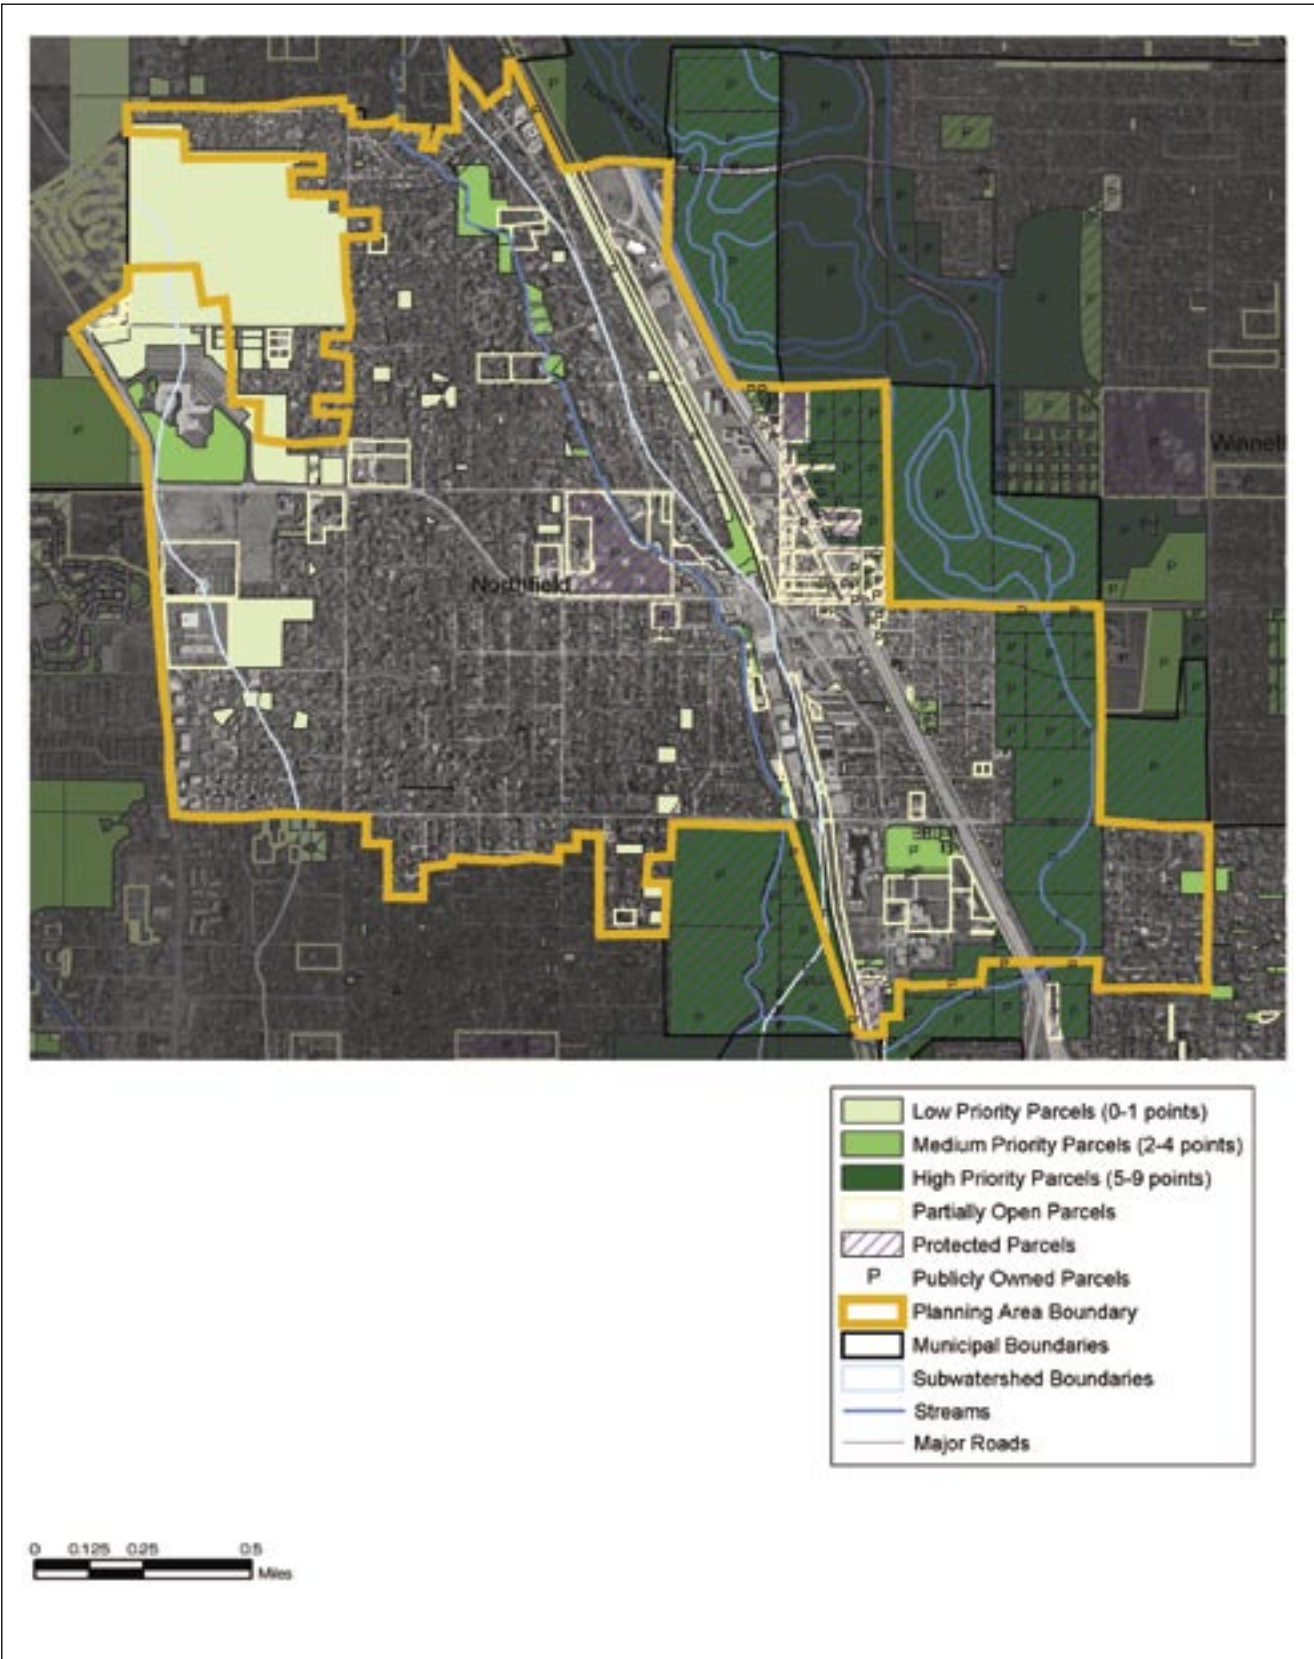 Northfield
Low Priority Parcels (0-1 points)
Medium Priority Parcels (2-4 points)
High Priority Parcels (5-9 points)
Partially Open Parcels
Protected Parcels
P Publicly Owned Parcels
Planning Area Boundary
Municipal Boundaries
Subwatershed Boundaries
Streams
Major Roads
0 0.125 0.25 0.5
Miles